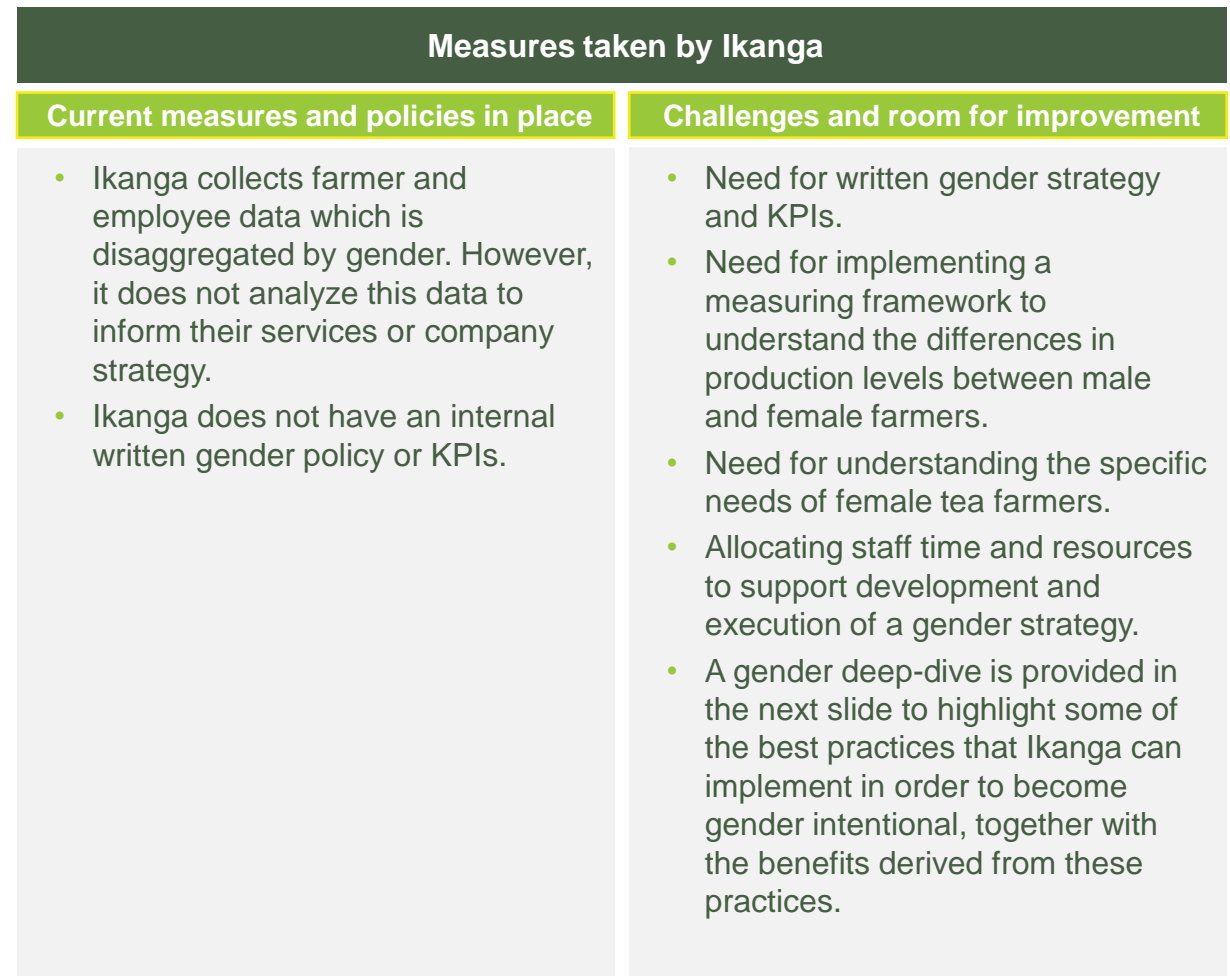 Measures taken by Ikanga
Current measures and policies in place
• Ikanga collects farmer and
employee data which is
disaggregated by gender. However,
it does not analyze this data to
inform their services or company
strategy.
• Ikanga does not have an internal
written gender policy or KPIs.
Challenges and room for improvement
• Need for written gender strategy
and KPIs.
• Need for implementing a
measuring framework to
understand the differences in
production levels between male
and female farmers.
• Need for understanding the specific
needs of female tea farmers.
• Allocating staff time and resources
to support development and
execution of a gender strategy.
• A gender deep-dive is provided in
the next slide to highlight some of
the best practices that Ikanga can
implement in order to become
gender intentional, together with
the benefits derived from these
practices.